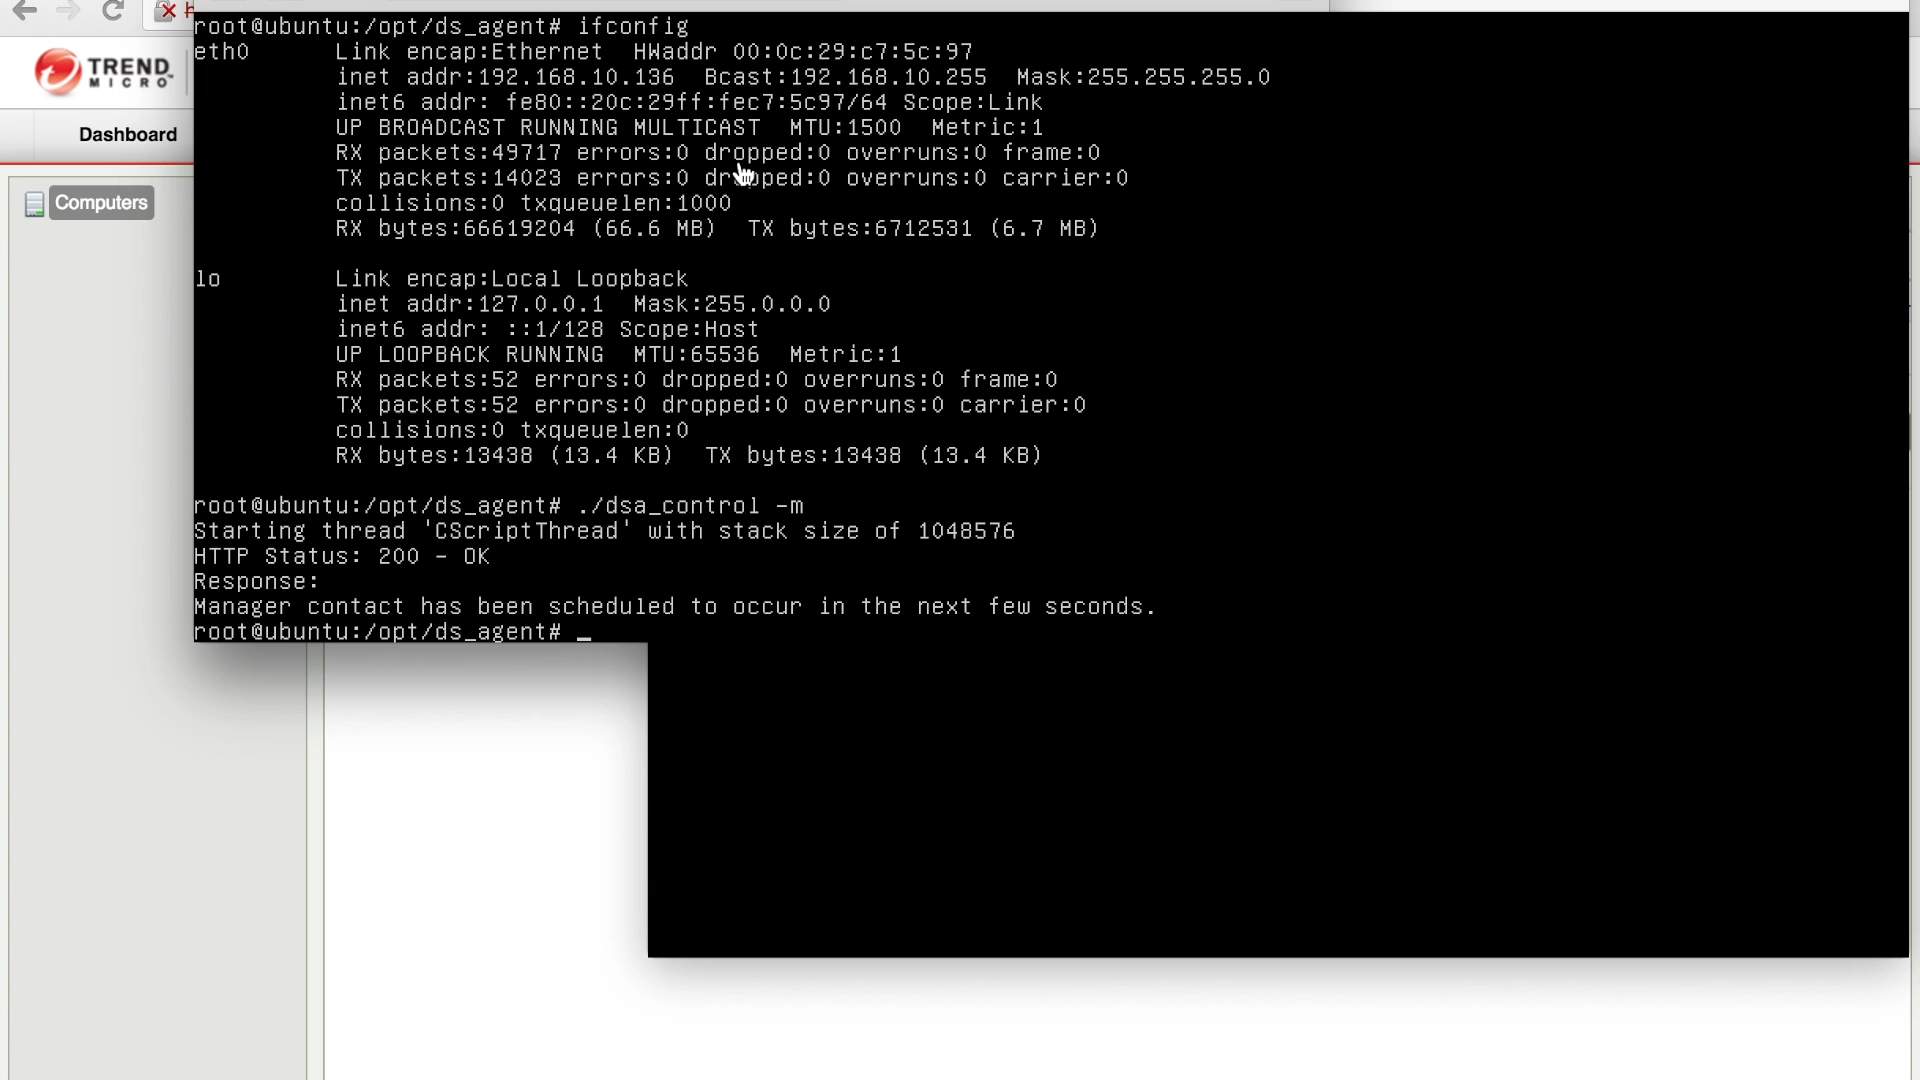 root@ubuntu:/opt/ds_agent# ifconfig
eth0 Link encap:Ethernet HWaddr 00:0c:29:c7:5c:97
inet addr:192.168.10.136 Bcast:192.168.10.255 Mask:255.255.255.0
inet6 addr: fe80::20c:29ff:fec7:5c97/64 Scope:Link
UP BROADCAST RUNNING MULTICAST MTU:1500 Metric:1
RX packets:49717 errors:0 dropped:0 overruns:0 frame:0
TX packets:14023 errors:0 dropped:0 overruns:0 carrier:0
collisions:0 txqueuelen:1000
RX bytes:66619204 (66.6 MB) TX bytes:6712531 (6.7 MB)
lo Link encap:Local Loopback
inet addr:127.0.0.1 Mask:255.0.0.0
inet6 addr: ::1/128 Scope:Host
UP LOOPBACK RUNNING MTU:65536 Metric:1
RX packets:52 errors:0 dropped:0 overruns:0 frame:0
TX packets:52 errors:0 dropped:0 overruns:0 carrier:0
collisions:0 txqueuelen:0
RX bytes:13438 (13.4 KB) TX bytes:13438 (13.4 KB)
root@ubuntu:/opt/ds_agent# ./dsa_control -m
Starting thread 'CScriptThread' with stack size of 1048576
HTTP Status: 200 - OK
Response:
Manager contact has been scheduled to occur in the next few seconds.
root@ubuntu:/opt/ds_agent# _
TREND
MICRO
Dashboard
Computers